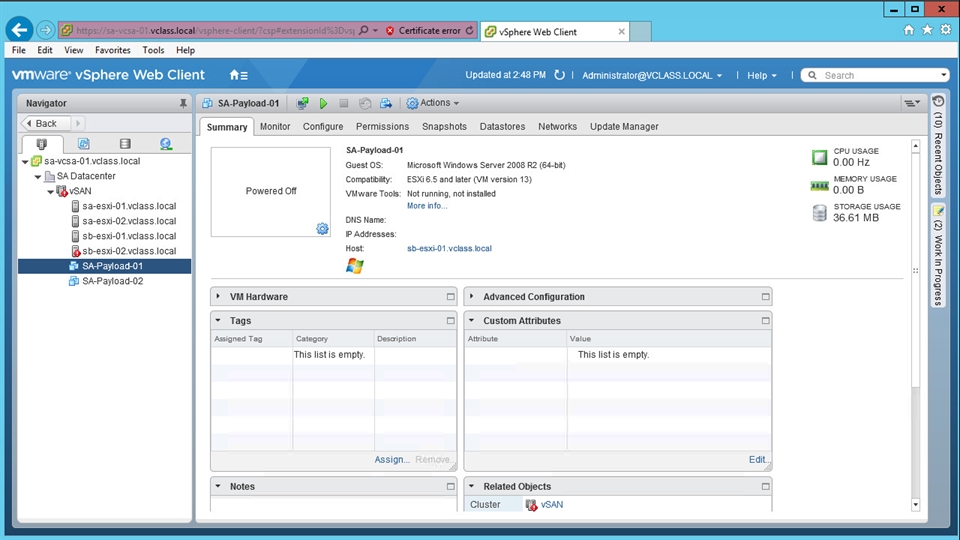 https://sa-vcsa-01.vclass.local/vsphere-client/?csp#extensionId%3Dvsp
Certificate error
vSphere Web Client
File Edit View Favorites Tools Help
vmware® vSphere Web Client
Updated at 2:48 PM
Administrator@VCLASS.LOCAL
Help
Search
Navigator
Back
sa-vcsa-01.vclass.local
SA Datacenter
vSAN
sa-esxi-01.vclass.local
sa-esxi-02.vclass.local
sb-esxi-01.vclass.local
sb-esxi-02.vclass.local
SA-Payload-01
SA-Payload-02
SA-Payload-01
Actions
Summary Monitor Configure Permissions Snapshots Datastores Networks Update Manager
Powered Off
SA-Payload-01
Guest OS: Microsoft Windows Server 2008 R2 (64-bit)
Compatibility: ESXi 6.5 and later (VM version 13)
VMware Tools: Not running, not installed
More info...
DNS Name:
IP Addresses:
Host: sb-esxi-01.vclass.local
CPU USAGE
0.00 Hz
MEMORY USAGE
0.00 B
STORAGE USAGE
36.61 MB
VM Hardware
Tags
Assigned Tag Category Description
This list is empty.
Assign... Remove...
Notes
Advanced Configuration
Custom Attributes
Attribute Value
This list is empty.
Edit...
Related Objects
Cluster vSAN
(10) Recent Objects
(2) Work In Progress